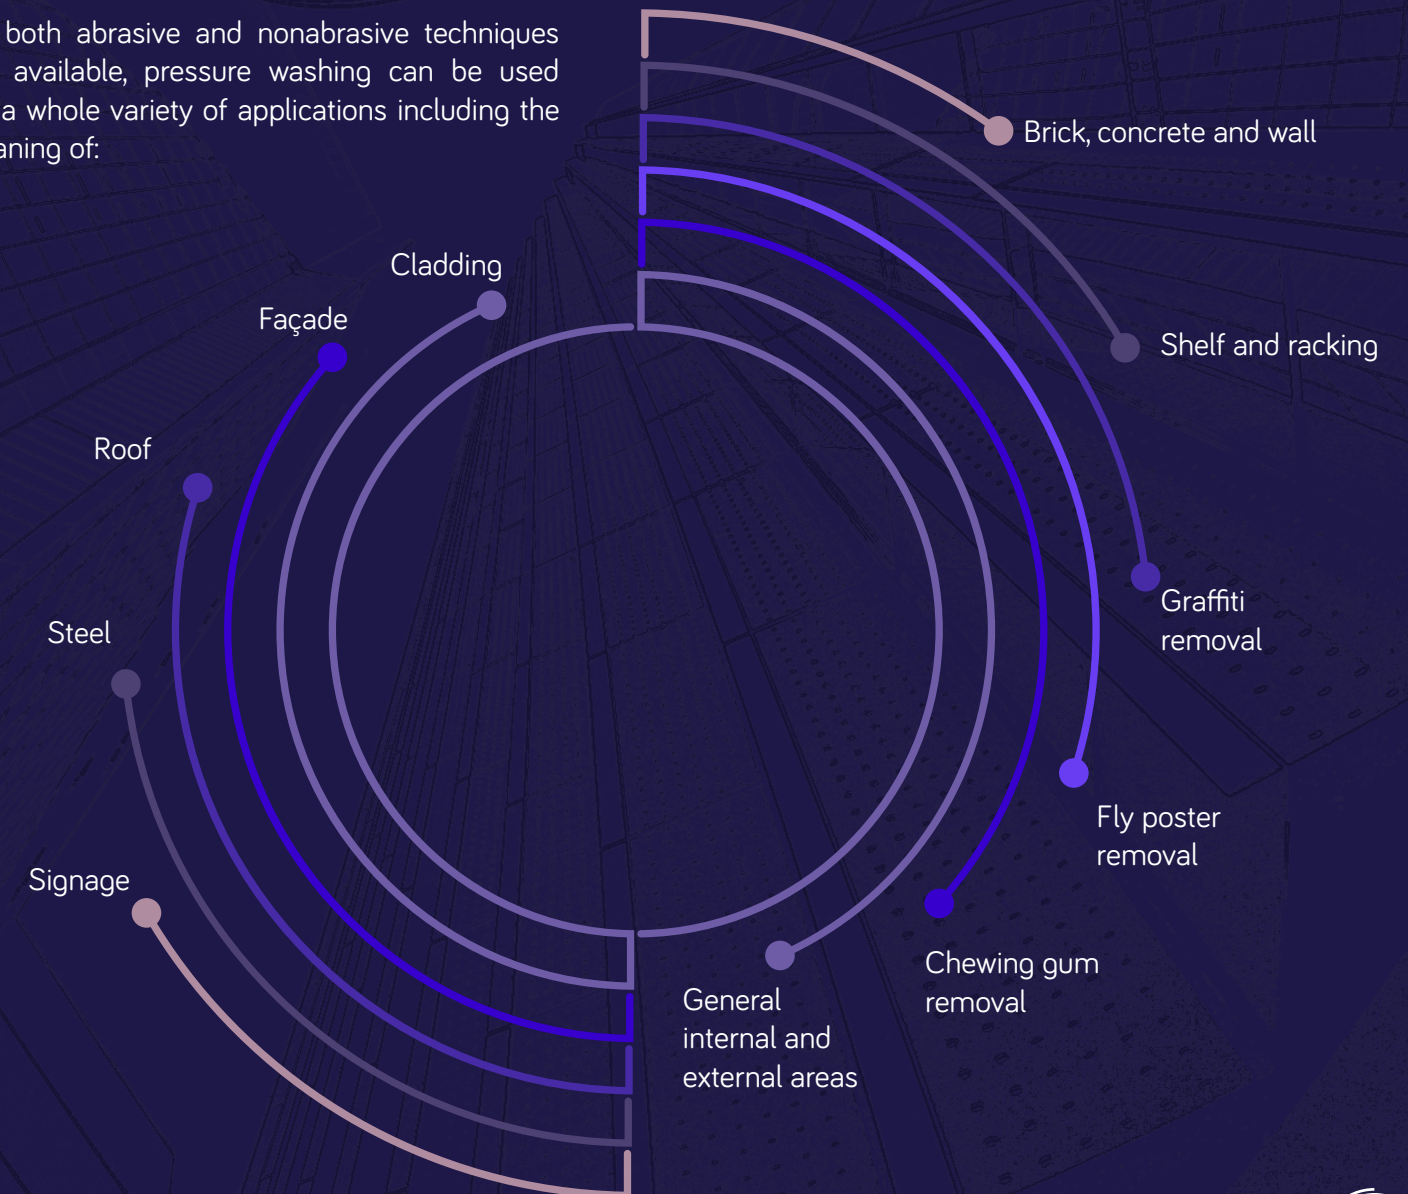 both abrasive and nonabrasive techniques
available, pressure washing can be used
a whole variety of applications including the
aning of:
Brick, concrete and wall
Shelf and racking
Graffiti
removal
Fly poster
removal
Chewing gum
removal
General
internal and
external areas
Cladding
Façade
Roof
Steel
Signage